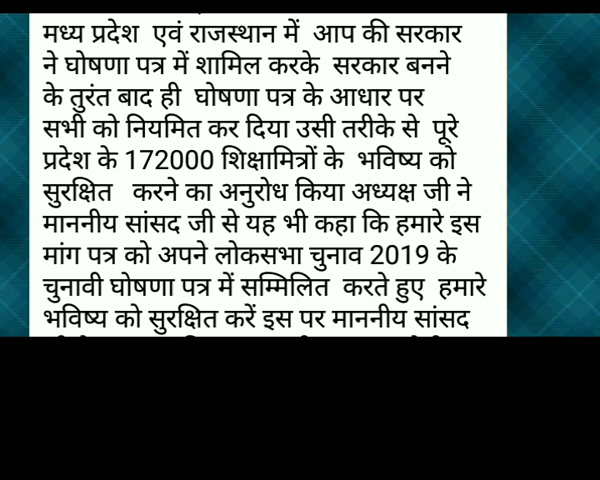 मध्य प्रदेश एवं राजस्थान में आप की सरकार
ने घोषणा पत्र में शामिल करके सरकार बनने
के तुरंत बाद ही घोषणा पत्र के आधार पर
सभी को नियमित कर दिया उसी तरीके से पूरे
प्रदेश के 172000 शिक्षामित्रों के भविष्य को
सुरक्षित करने का अनुरोध किया अध्यक्ष जी ने
माननीय सांसद जी से यह भी कहा कि हमारे इस
मांग पत्र को अपने लोकसभा चुनाव 2019 के
चुनावी घोषणा पत्र में सम्मिलित करते हुए हमारे
भविष्य को सुरक्षित करें इस पर माननीय सांसद